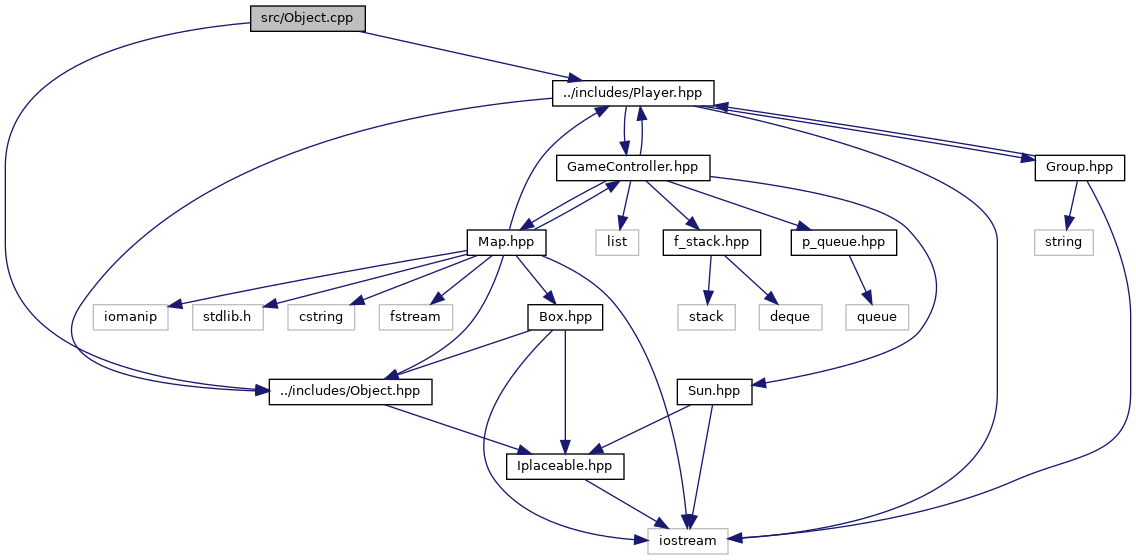 src/Object.cpp
../includes/Player.hpp
GameController.hpp
Group.hpp
Map.hpp
list
f_stack.hpp
p_queue.hpp
string
iomanip
stdlib.h
cstring
fstream
Box.hpp
stack
deque
queue
../includes/Object.hpp
Sun.hpp
Iplaceable.hpp
iostream